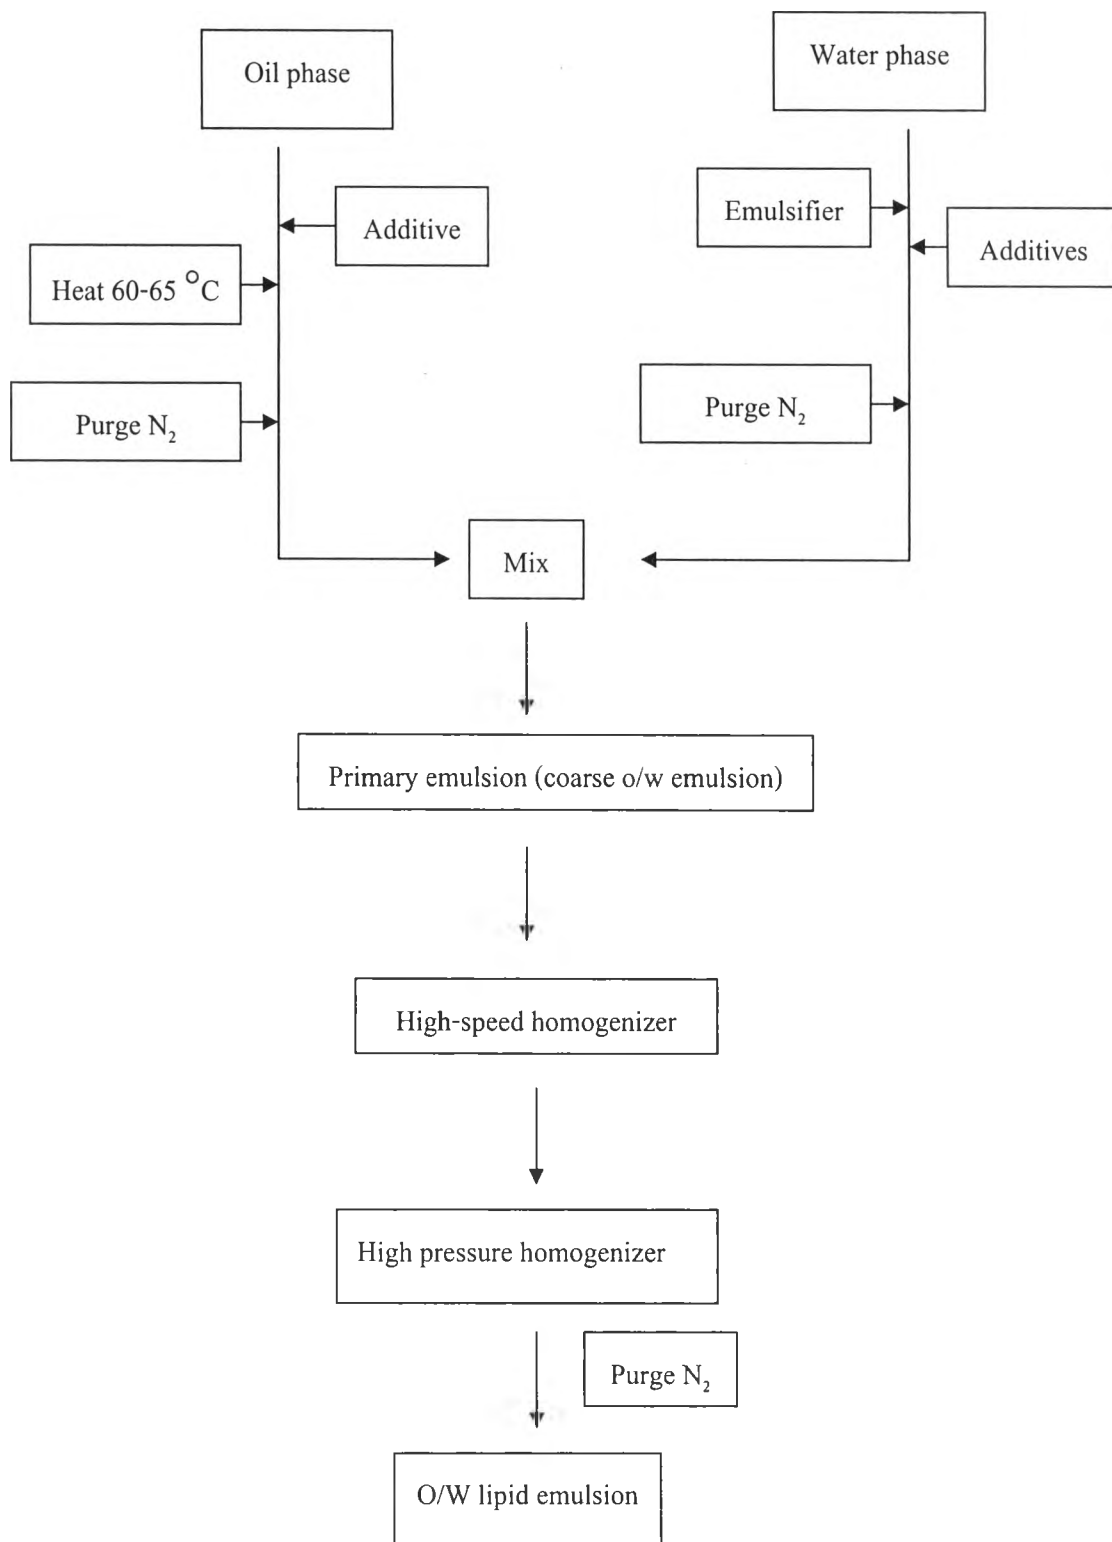 Oil phase
Water phase
Emulsifier
Additive
Additives
Heat 60-65 °C
Purge N₂
Purge N₂
Mix
Primary emulsion (coarse o/w emulsion)
High-speed homogenizer
High pressure homogenizer
Purge N₂
O/W lipid emulsion